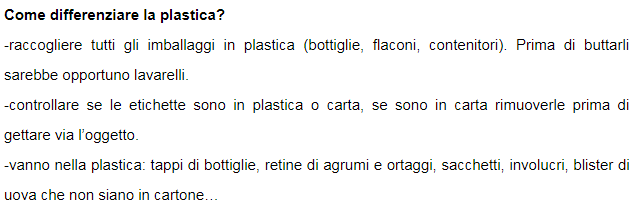 Come differenziare la plastica?
-raccogliere tutti gli imballaggi in plastica (bottiglie, flaconi, contenitori). Prima di buttarli
sarebbe opportuno lavarelli.
-controllare se le etichette sono in plastica o carta, se sono in carta rimuoverle prima di
gettare via l'oggetto.
-vanno nella plastica: tappi di bottiglie, retine di agrumi e ortaggi, sacchetti, involucri, blister di
uova che non siano in cartone…